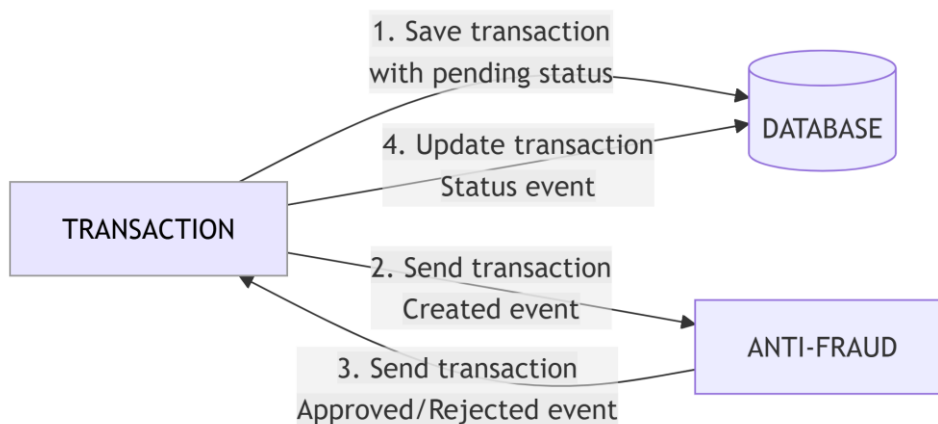 1. Save transaction
with pending status
DATABASE
4. Update transaction
Status event
TRANSACTION
2. Send transaction
Created event
ANTI-FRAUD
3. Send transaction
Approved/Rejected event